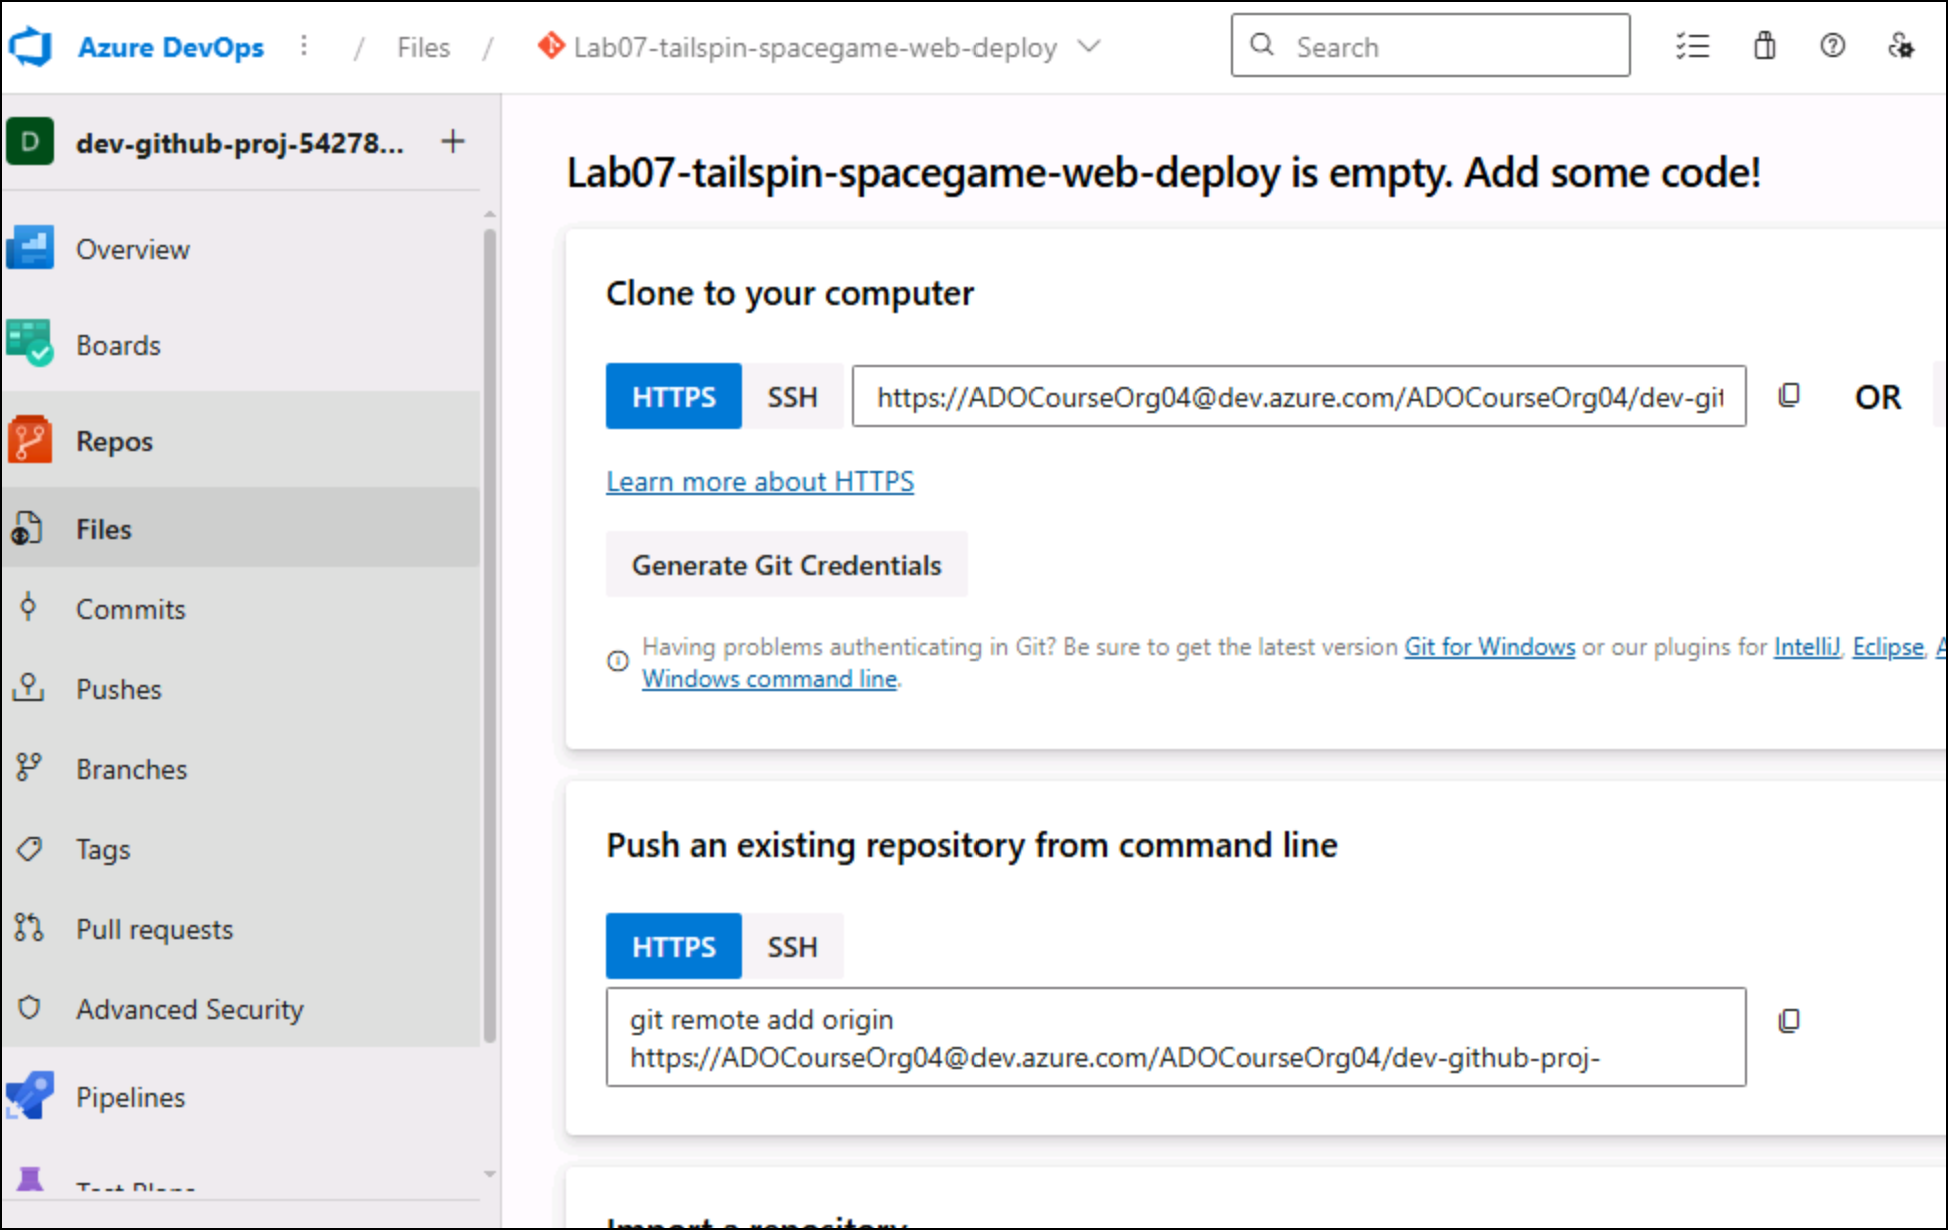 Azure DevOps / Files / Lab07-tailspin-spacegame-web-deploy Search
D dev-github-proj-54278... +
Overview
Boards
Repos
Files
Commits
Pushes
Branches
Tags
Pull requests
Advanced Security
Pipelines
Test Plans
Lab07-tailspin-spacegame-web-deploy is empty. Add some code!
Clone to your computer
HTTPS SSH https://ADOCourseOrg04@dev.azure.com/ADOCourseOrg04/dev-git OR
Learn more about HTTPS
Generate Git Credentials
Having problems authenticating in Git? Be sure to get the latest version Git for Windows or our plugins for IntelliJ, Eclipse,
Windows command line.
Push an existing repository from command line
HTTPS SSH
git remote add origin
https://ADOCourseOrg04@dev.azure.com/ADOCourseOrg04/dev-github-proj-
Import a repository